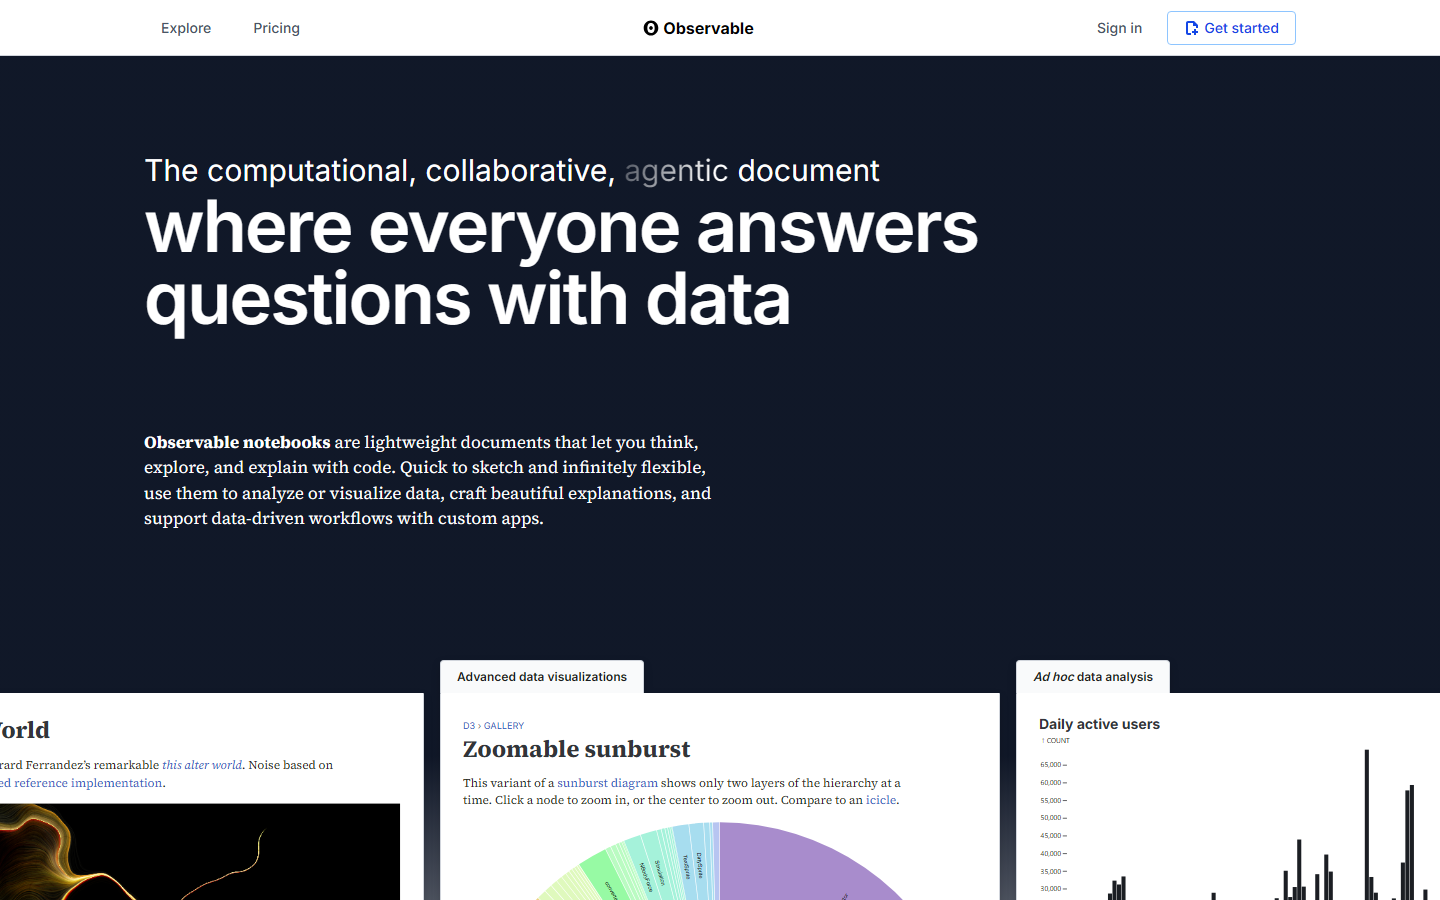 Explore
Pricing
Observable
Sign in
Get started
The computational, collaborative, agentic document
where everyone answers
questions with data
Observable notebooks are lightweight documents that let you think,
explore, and explain with code. Quick to sketch and infinitely flexible,
use them to analyze or visualize data, craft beautiful explanations, and
support data-driven workflows with custom apps.
orld
rard Ferrandez's remarkable this alter world. Noise based on
ed reference implementation.
Advanced data visualizations
D3 › GALLERY
Zoomable sunburst
This variant of a sunburst diagram shows only two layers of the hierarchy at a
time. Click a node to zoom in, or the center to zoom out. Compare to an icicle.
NBodyForce
Simulation
TextSprite
DirtySprite
Ad hoc data analysis
Daily active users
↑ COUNT
65,000
60,000
55,000
50,000
45,000
40,000
35,000
30,000